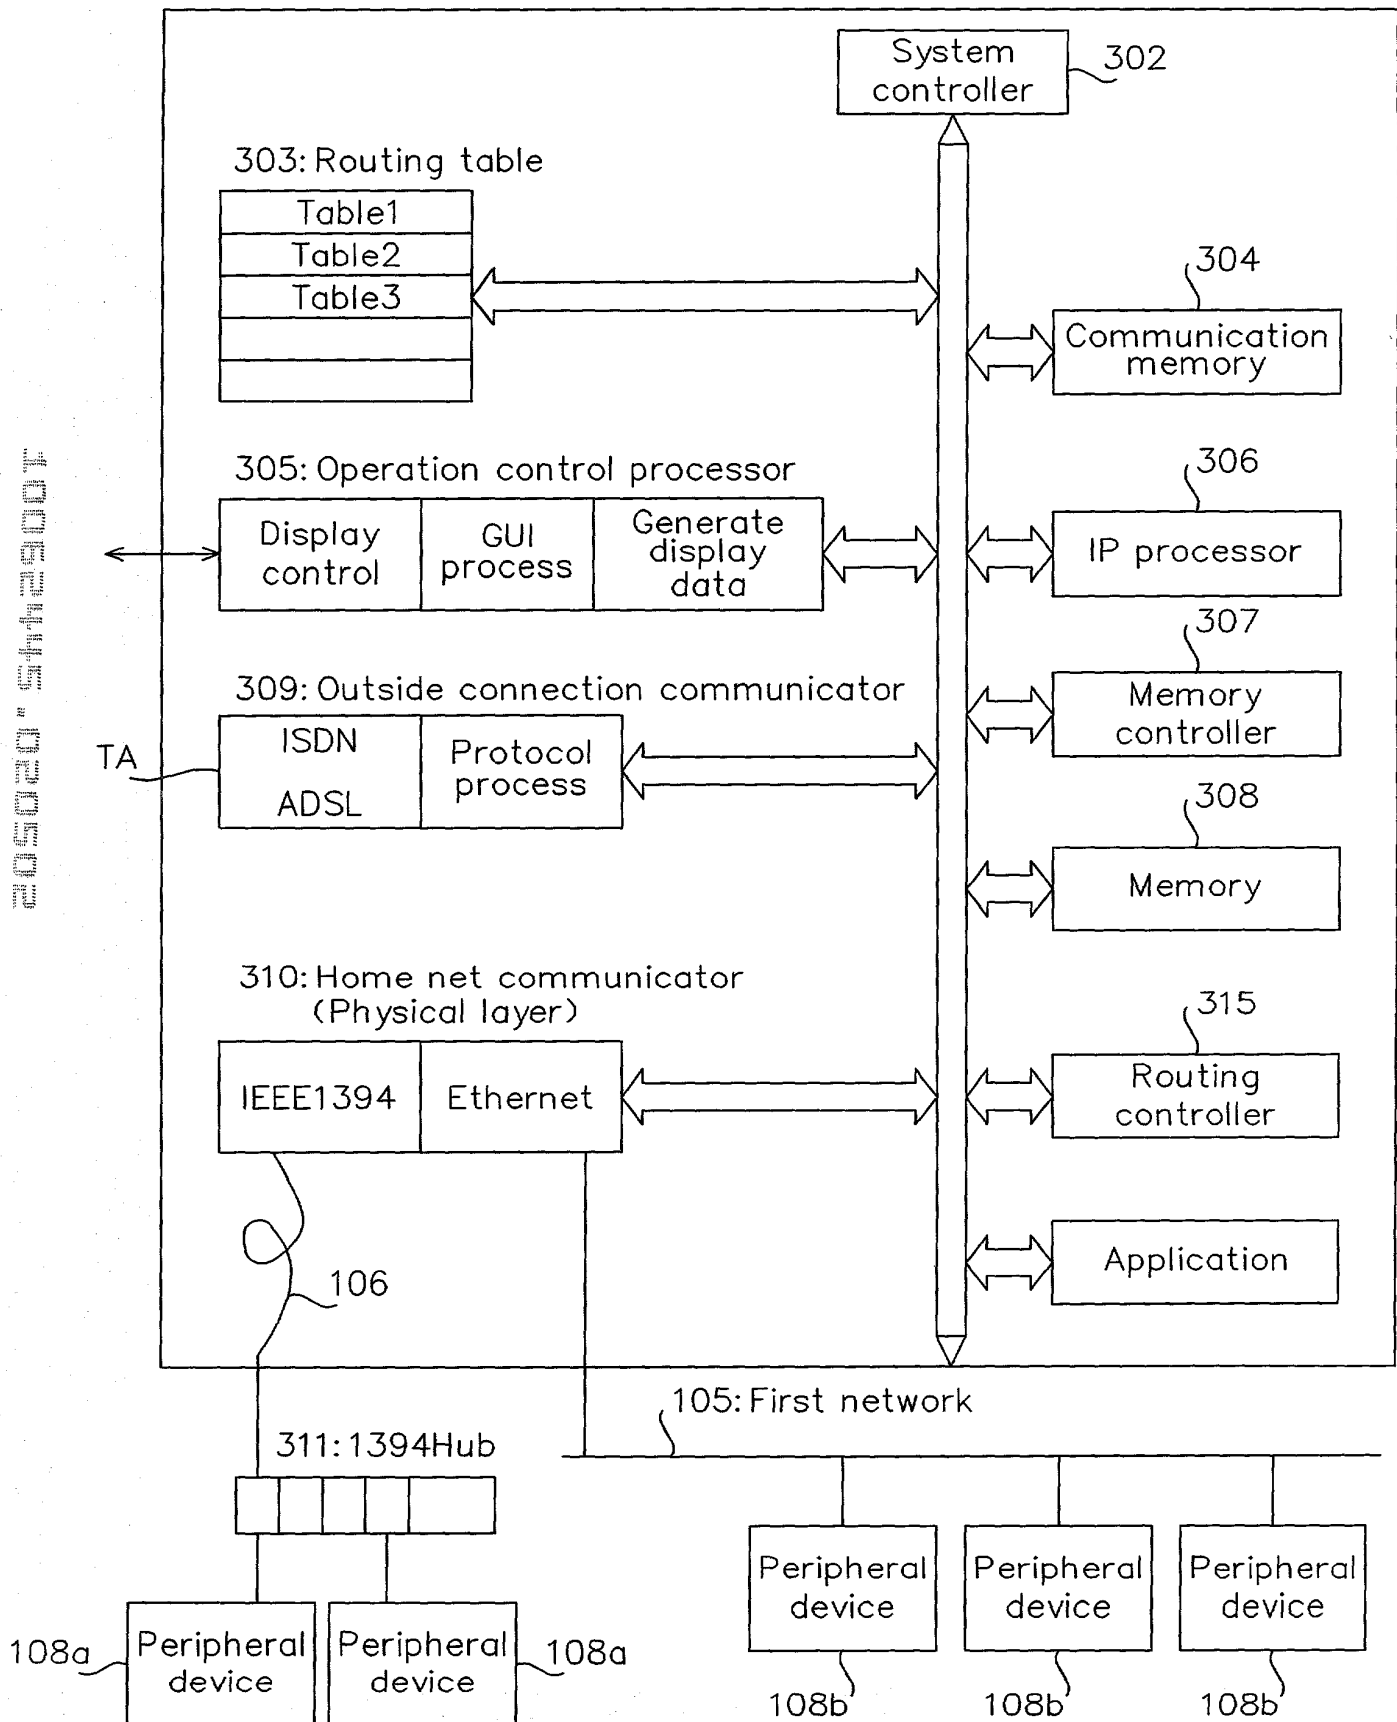 System
controller
302
303: Routing table
Table1
Table2
Table3
304
Communication
memory
305: Operation control processor
Display
control
GUI
process
Generate
display
data
306
IP processor
307
Memory
controller
309: Outside connection communicator
TA
ISDN
ADSL
Protocol
process
308
Memory
310: Home net communicator
(Physical layer)
IEEE1394
Ethernet
315
Routing
controller
Application
106
105: First network
311: 1394Hub
Peripheral
device
Peripheral
device
Peripheral
device
108b
108b
108b
108a
Peripheral
device
Peripheral
device
108a